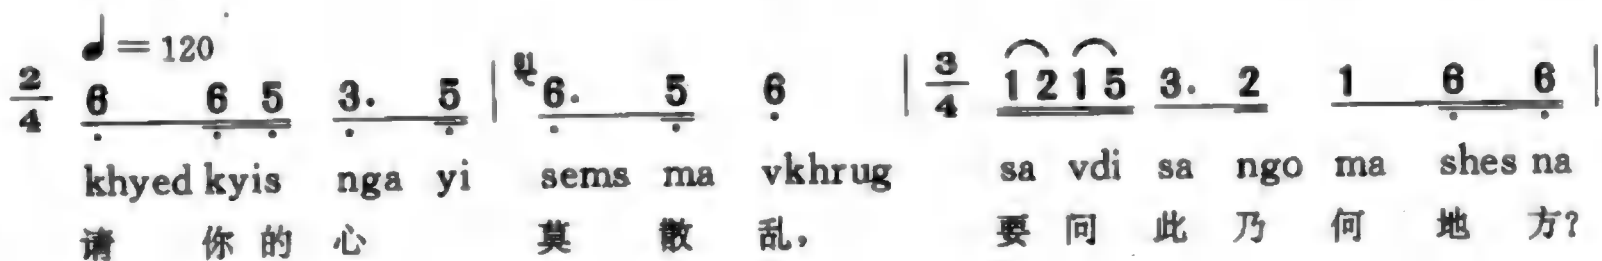 ♩=120
2/4 6 6 5 3. 5 | 6. 5 6 | 3/4 1 2 1 5 3. 2 1 6 6 |
khyed kyis nga yi sems ma vkhrug sa vdi sa ngo ma shes na
请 你 的 心 莫 散 乱， 要 问 此 乃 何 地 方？